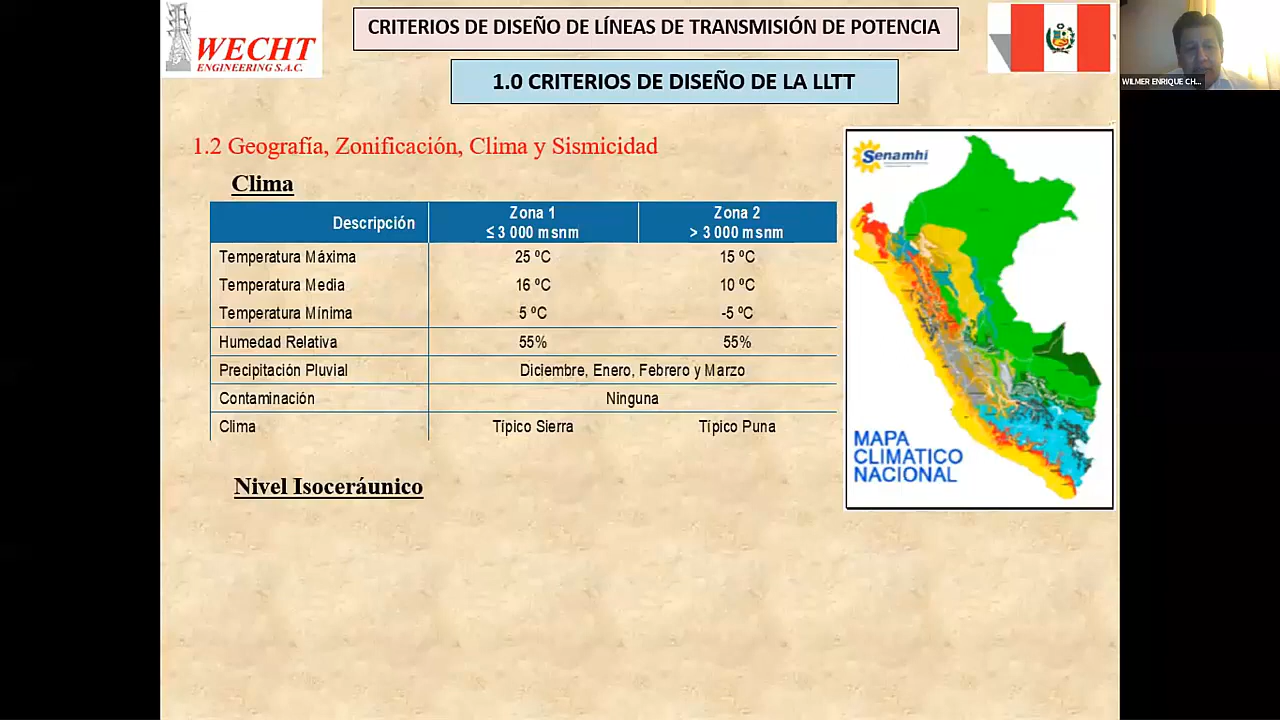 WECHT
ENGINEERING S.A.C.
CRITERIOS DE DISEÑO DE LÍNEAS DE TRANSMISIÓN DE POTENCIA
1.0 CRITERIOS DE DISEÑO DE LA LLTT
WILMER ENRIQUE CH...
1.2 Geografía, Zonificación, Clima y Sismicidad
Clima
Descripción Zona 1 ≤ 3 000 msnm Zona 2 > 3 000 msnm
Temperatura Máxima 25 ºC 15 ºC
Temperatura Media 16 ºC 10 ºC
Temperatura Mínima 5 ºC -5 ºC
Humedad Relativa 55% 55%
Precipitación Pluvial Diciembre, Enero, Febrero y Marzo
Contaminación Ninguna
Clima Típico Sierra Típico Puna
Senamhi
MAPA
CLIMATICO
NACIONAL
Nivel Isoceráunico